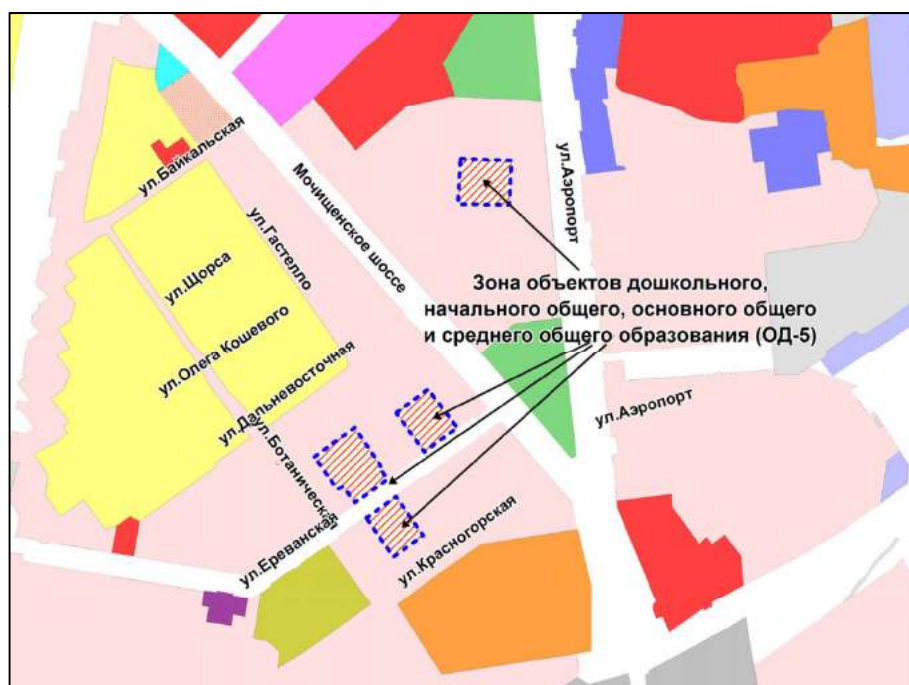 ул.Байкальская
Мочищенское шоссе
ул.Аэропорт
ул.Гастелло
ул.Щорса
Зона объектов дошкольного,
начального общего, основного общего
и среднего общего образования (ОД-5)
ул.Олега Кошевого
ул.Дальневосточная
ул.Аэропорт
ул.Ботаническая
ул.Ереванская
ул.Красногорская